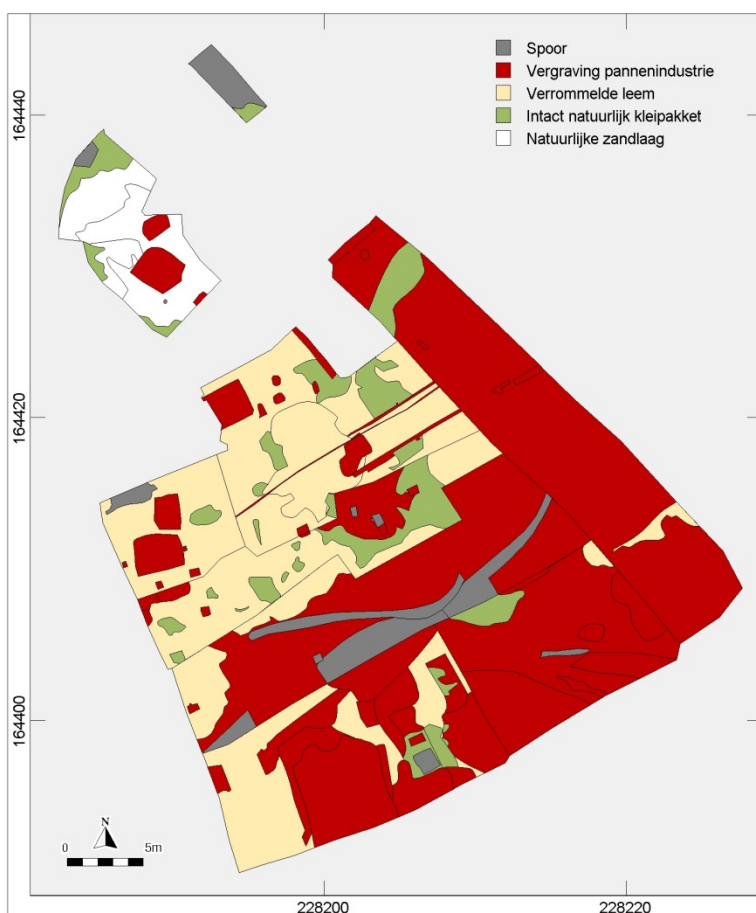 Spoor
Vergraving pannenindustrie
Verrommelde leem
Intact natuurlijk kleipakket
Natuurlijke zandlaag
164440
164420
164400
N
0 5m
228200 228220